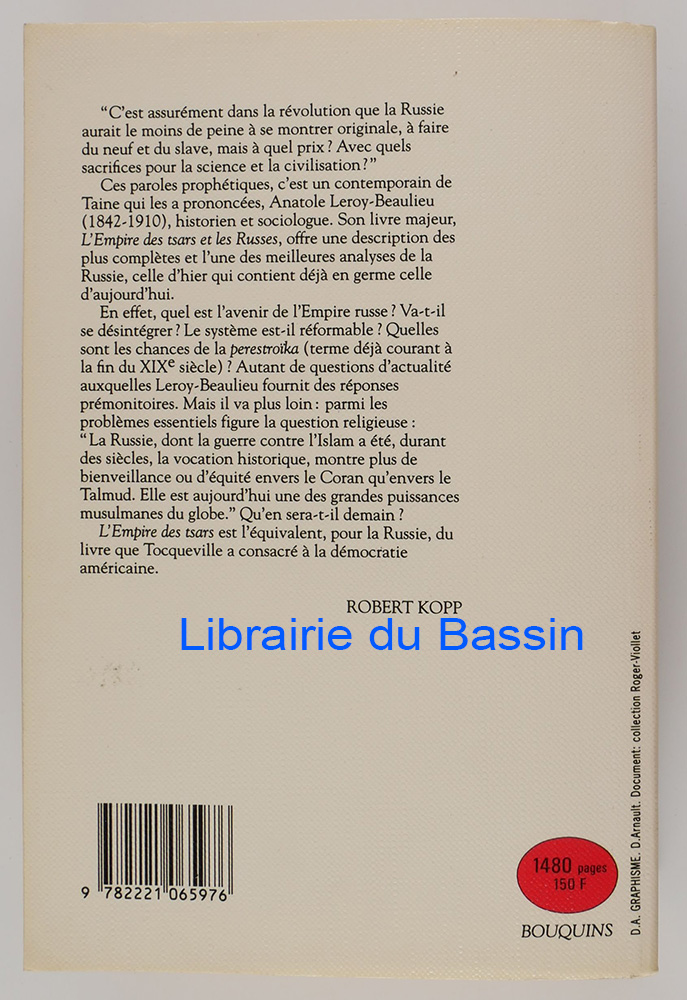 “C’est assurément dans la révolution que la Russie
aurait le moins de peine à se montrer originale, à faire
du neuf et du slave, mais à quel prix ? Avec quels
sacrifices pour la science et la civilisation ?”
Ces paroles prophétiques, c’est un contemporain de
Taine qui les a prononcées, Anatole Leroy-Beaulieu
(1842-1910), historien et sociologue. Son livre majeur,
L’Empire des tsars et les Russes, offre une description des
plus complètes et l’une des meilleures analyses de la
Russie, celle d’hier qui contient déjà en germe celle
d’aujourd’hui.
En effet, quel est l’avenir de l’Empire russe ? Va-t-il
se désintégrer ? Le système est-il réformable ? Quelles
sont les chances de la perestroïka (terme déjà courant à
la fin du XIXe siècle) ? Autant de questions d’actualité
auxquelles Leroy-Beaulieu fournit des réponses
prémonitoires. Mais il va plus loin : parmi les
problèmes essentiels figure la question religieuse :
“La Russie, dont la guerre contre l’Islam a été, durant
des siècles, la vocation historique, montre plus de
bienveillance ou d’équité envers le Coran qu’envers le
Talmud. Elle est aujourd’hui une des grandes puissances
musulmanes du globe.” Qu’en sera-t-il demain ?
L’Empire des tsars est l’équivalent, pour la Russie, du
livre que Tocqueville a consacré à la démocratie
américaine.
ROBERT KOPP
Librairie du Bassin
9 782221 065976
1480 pages
150 F
BOUQUINS
D.A. GRAPHISME. D.Arnault. Document: collection Roger-Viollet